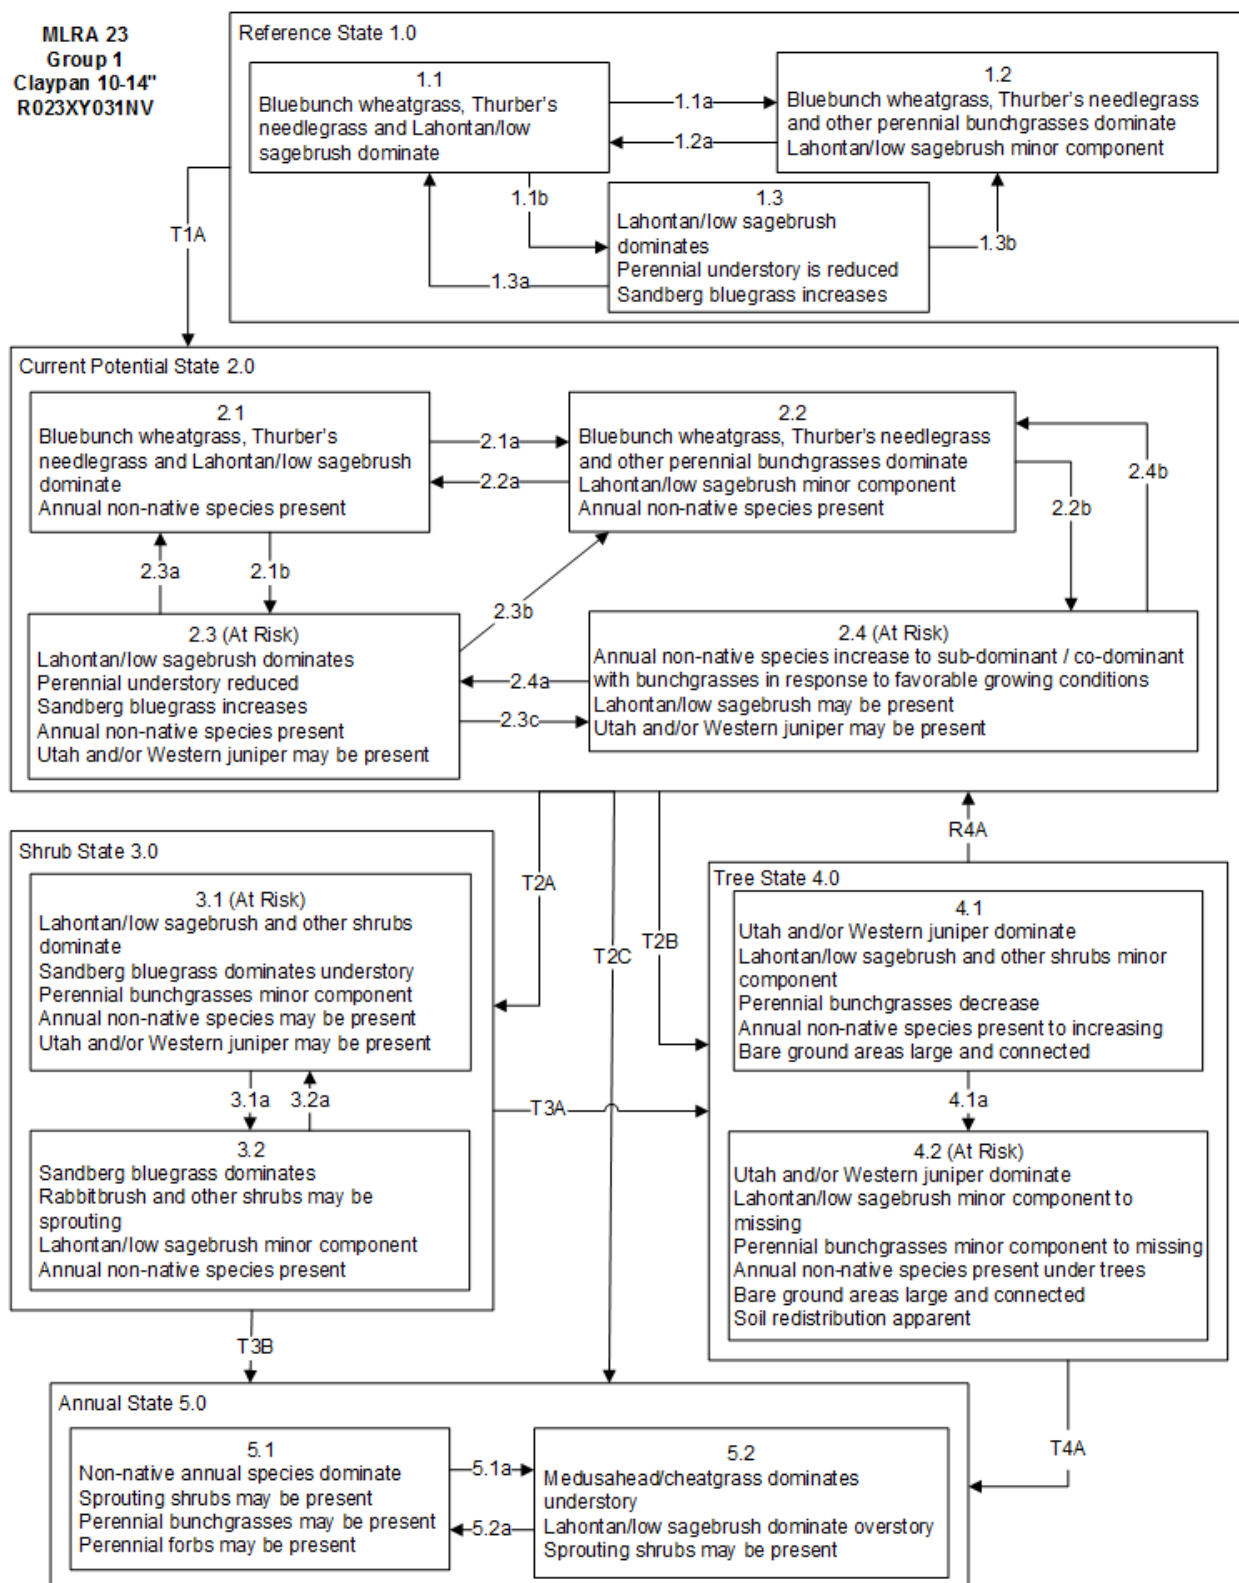 MLRA 23
Group 1
Claypan 10-14"
R023XY031NV
Reference State 1.0
1.1
Bluebunch wheatgrass, Thurber's
needlegrass and Lahontan/low
sagebrush dominate
1.1a
1.2a
1.2
Bluebunch wheatgrass, Thurber's needlegrass
and other perennial bunchgrasses dominate
Lahontan/low sagebrush minor component
1.1b
1.3a
1.3
Lahontan/low sagebrush
dominates
Perennial understory is reduced
Sandberg bluegrass increases
1.3b
T1A
Current Potential State 2.0
2.1
Bluebunch wheatgrass, Thurber's
needlegrass and Lahontan/low sagebrush
dominate
Annual non-native species present
2.1a
2.2a
2.2
Bluebunch wheatgrass, Thurber's needlegrass
and other perennial bunchgrasses dominate
Lahontan/low sagebrush minor component
Annual non-native species present
2.4b
2.2b
2.3a
2.1b
2.3b
2.3 (At Risk)
Lahontan/low sagebrush dominates
Perennial understory reduced
Sandberg bluegrass increases
Annual non-native species present
Utah and/or Western juniper may be present
2.4a
2.3c
2.4 (At Risk)
Annual non-native species increase to sub-dominant / co-dominant
with bunchgrasses in response to favorable growing conditions
Lahontan/low sagebrush may be present
Utah and/or Western juniper may be present
T2A
T2C
T2B
R4A
Shrub State 3.0
3.1 (At Risk)
Lahontan/low sagebrush and other shrubs
dominate
Sandberg bluegrass dominates understory
Perennial bunchgrasses minor component
Annual non-native species may be present
Utah and/or Western juniper may be present
3.1a
3.2a
3.2
Sandberg bluegrass dominates
Rabbitbrush and other shrubs may be
sprouting
Lahontan/low sagebrush minor component
Annual non-native species present
T3A
Tree State 4.0
4.1
Utah and/or Western juniper dominate
Lahontan/low sagebrush and other shrubs minor
component
Perennial bunchgrasses decrease
Annual non-native species present to increasing
Bare ground areas large and connected
4.1a
4.2 (At Risk)
Utah and/or Western juniper dominate
Lahontan/low sagebrush minor component to
missing
Perennial bunchgrasses minor component to missing
Annual non-native species present under trees
Bare ground areas large and connected
Soil redistribution apparent
T3B
T4A
Annual State 5.0
5.1
Non-native annual species dominate
Sprouting shrubs may be present
Perennial bunchgrasses may be present
Perennial forbs may be present
5.1a
5.2a
5.2
Medusahead/cheatgrass dominates
understory
Lahontan/low sagebrush dominate overstory
Sprouting shrubs may be present